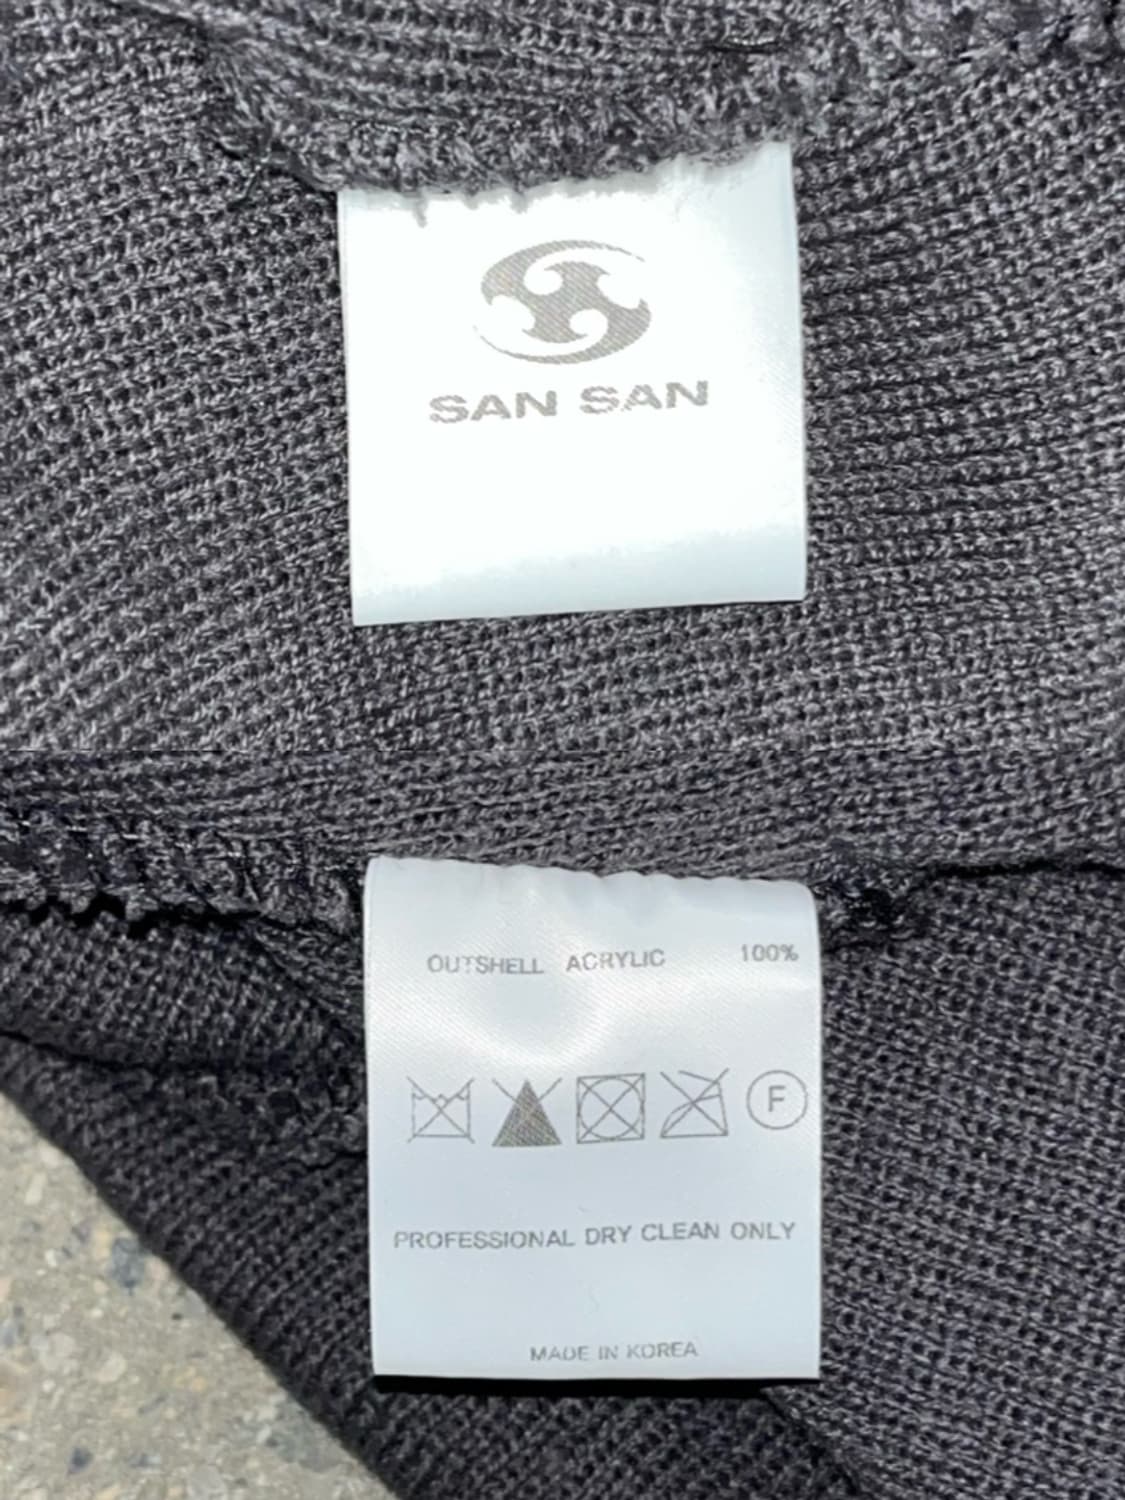 SAN SAN
OUTSHELL ACRYLIC 100%
F
PROFESSIONAL DRY CLEAN ONLY
MADE IN KOREA